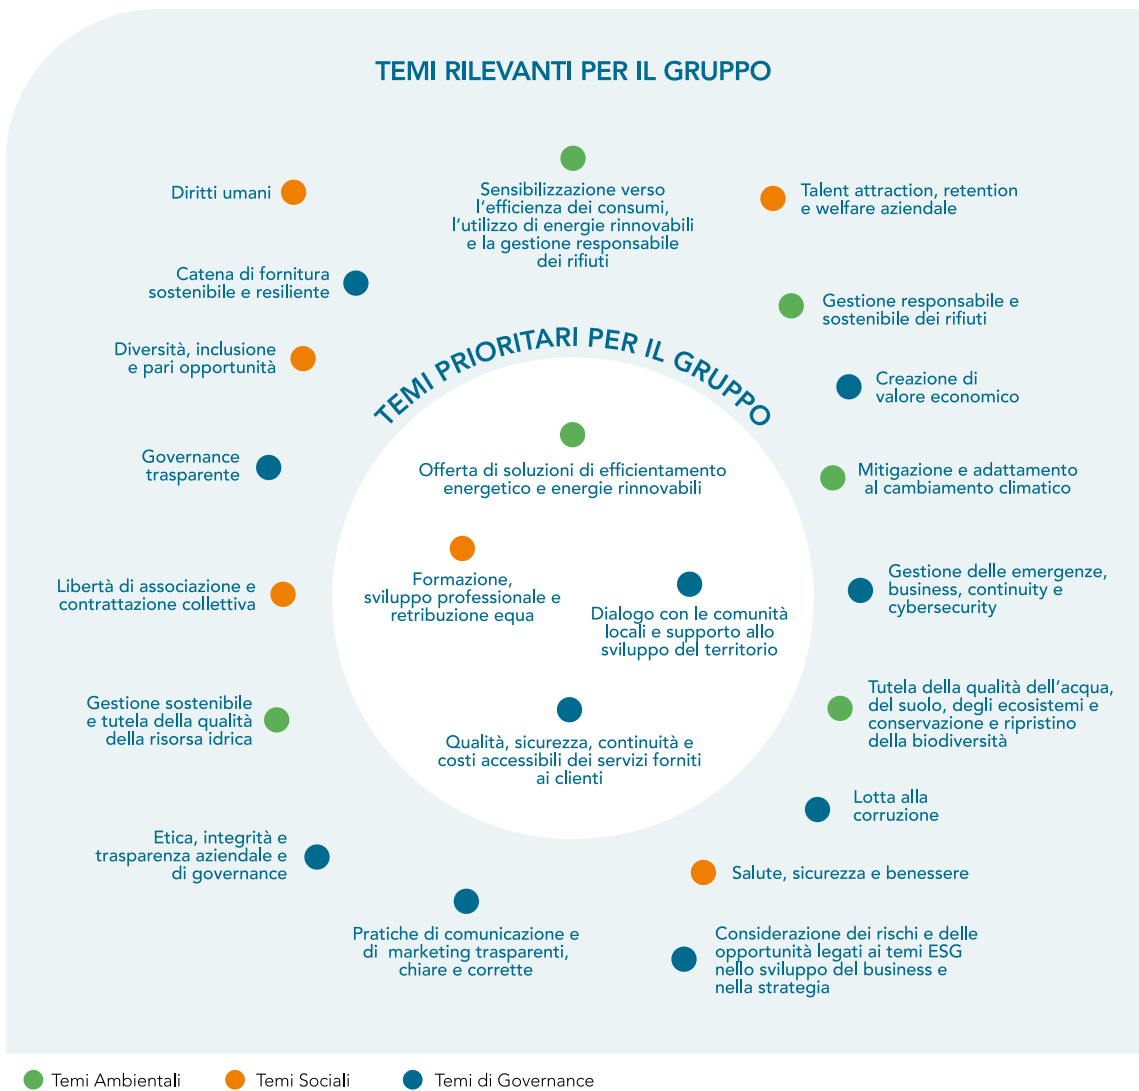 TEMI RILEVANTI PER IL GRUPPO
Diritti umani
Sensibilizzazione verso
l'efficienza dei consumi,
l'utilizzo di energie rinnovabili
e la gestione responsabile
dei rifiuti
Talent attraction, retention
e welfare aziendale
Catena di fornitura
sostenibile e resiliente
Gestione responsabile e
sostenibile dei rifiuti
Diversità, inclusione
e pari opportunità
TEMI PRIORITARI PER IL GRUPPO
Creazione di
valore economico
Governance
trasparente
Offerta di soluzioni di efficientamento
energetico e energie rinnovabili
Mitigazione e adattamento
al cambiamento climatico
Libertà di associazione e
contrattazione collettiva
Formazione,
sviluppo professionale e
retribuzione equa
Dialogo con le comunità
locali e supporto allo
sviluppo del territorio
Gestione delle emergenze,
business, continuity e
cybersecurity
Gestione sostenibile
e tutela della qualità
della risorsa idrica
Qualità, sicurezza, continuità e
costi accessibili dei servizi forniti
ai clienti
Tutela della qualità dell'acqua,
del suolo, degli ecosistemi e
conservazione e ripristino
della biodiversità
Lotta alla
corruzione
Etica, integrità e
trasparenza aziendale e
di governance
Salute, sicurezza e benessere
Pratiche di comunicazione e
di marketing trasparenti,
chiare e corrette
Considerazione dei rischi e delle
opportunità legati ai temi ESG
nello sviluppo del business e
nella strategia
Temi Ambientali
Temi Sociali
Temi di Governance